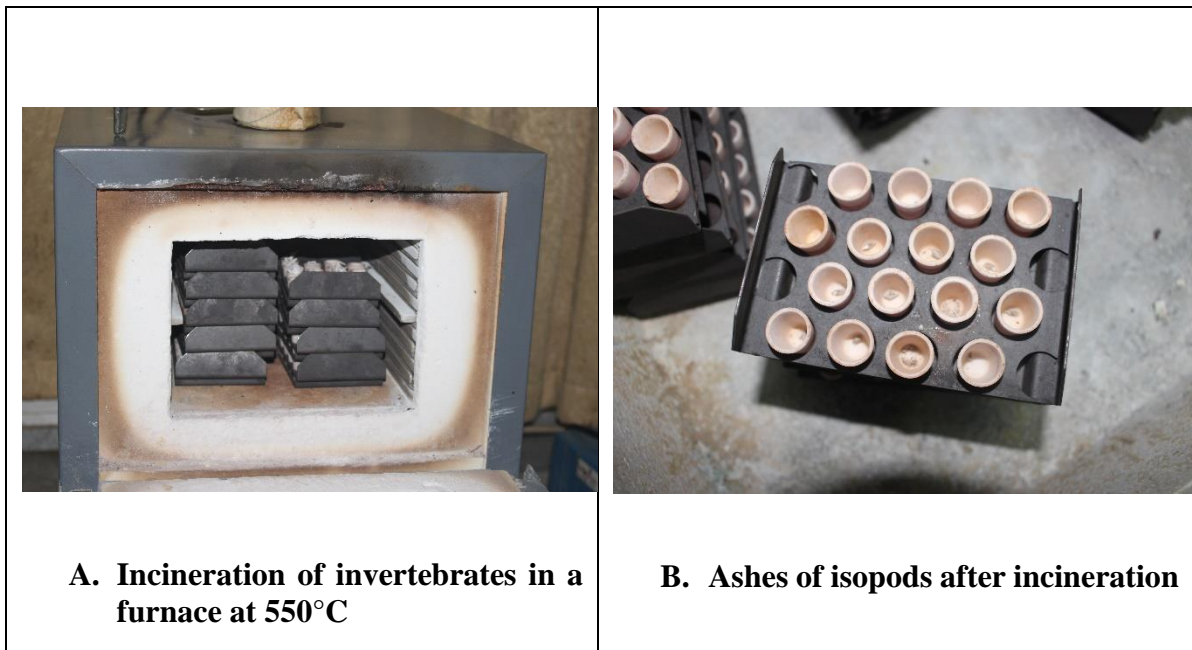 A. Incineration of invertebrates in a
furnace at 550°C
B. Ashes of isopods after incineration